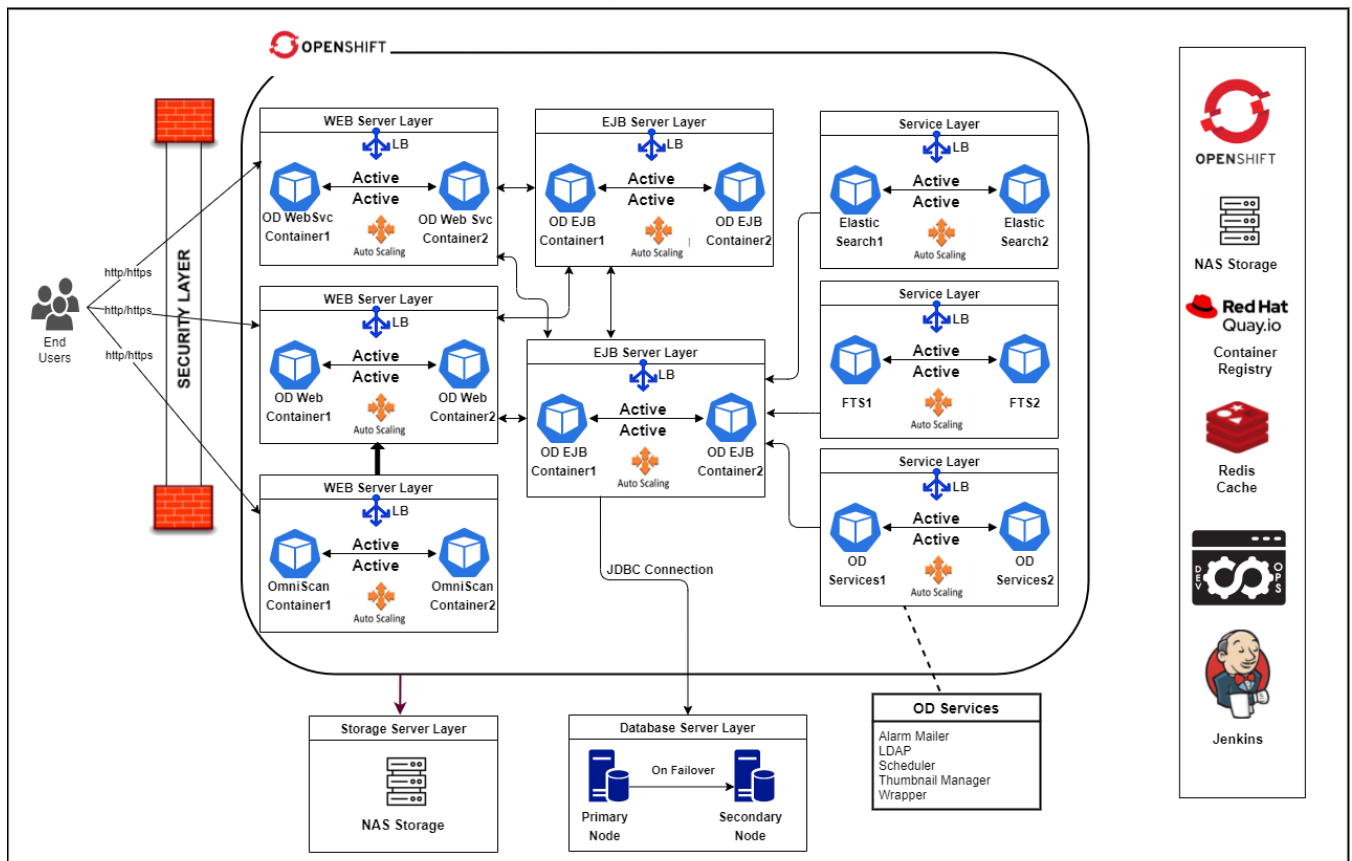 OPENSHIFT
WEB Server Layer
LB
Active
Active
OD WebSvc
Container1
OD Web Svc
Container2
Auto Scaling
EJB Server Layer
LB
Active
Active
OD EJB
Container1
OD EJB
Container2
Auto Scaling
Service Layer
LB
Active
Active
Elastic
Search1
Elastic
Search2
Auto Scaling
SECURITY LAYER
End
Users
http/https
http/https
http/https
WEB Server Layer
LB
Active
Active
OD Web
Container1
OD Web
Container2
Auto Scaling
EJB Server Layer
LB
Active
Active
OD EJB
Container1
OD EJB
Container2
Auto Scaling
Service Layer
LB
Active
Active
FTS1
FTS2
Auto Scaling
WEB Server Layer
LB
Active
Active
OmniScan
Container1
OmniScan
Container2
Auto Scaling
Service Layer
LB
Active
Active
OD
Services1
OD
Services2
Auto Scaling
JDBC Connection
Storage Server Layer
NAS Storage
Database Server Layer
On Failover
Primary
Node
Secondary
Node
OD Services
Alarm Mailer
LDAP
Scheduler
Thumbnail Manager
Wrapper
OPENSHIFT
NAS Storage
Red Hat
Quay.io
Container
Registry
Redis
Cache
DEV
OPS
Jenkins